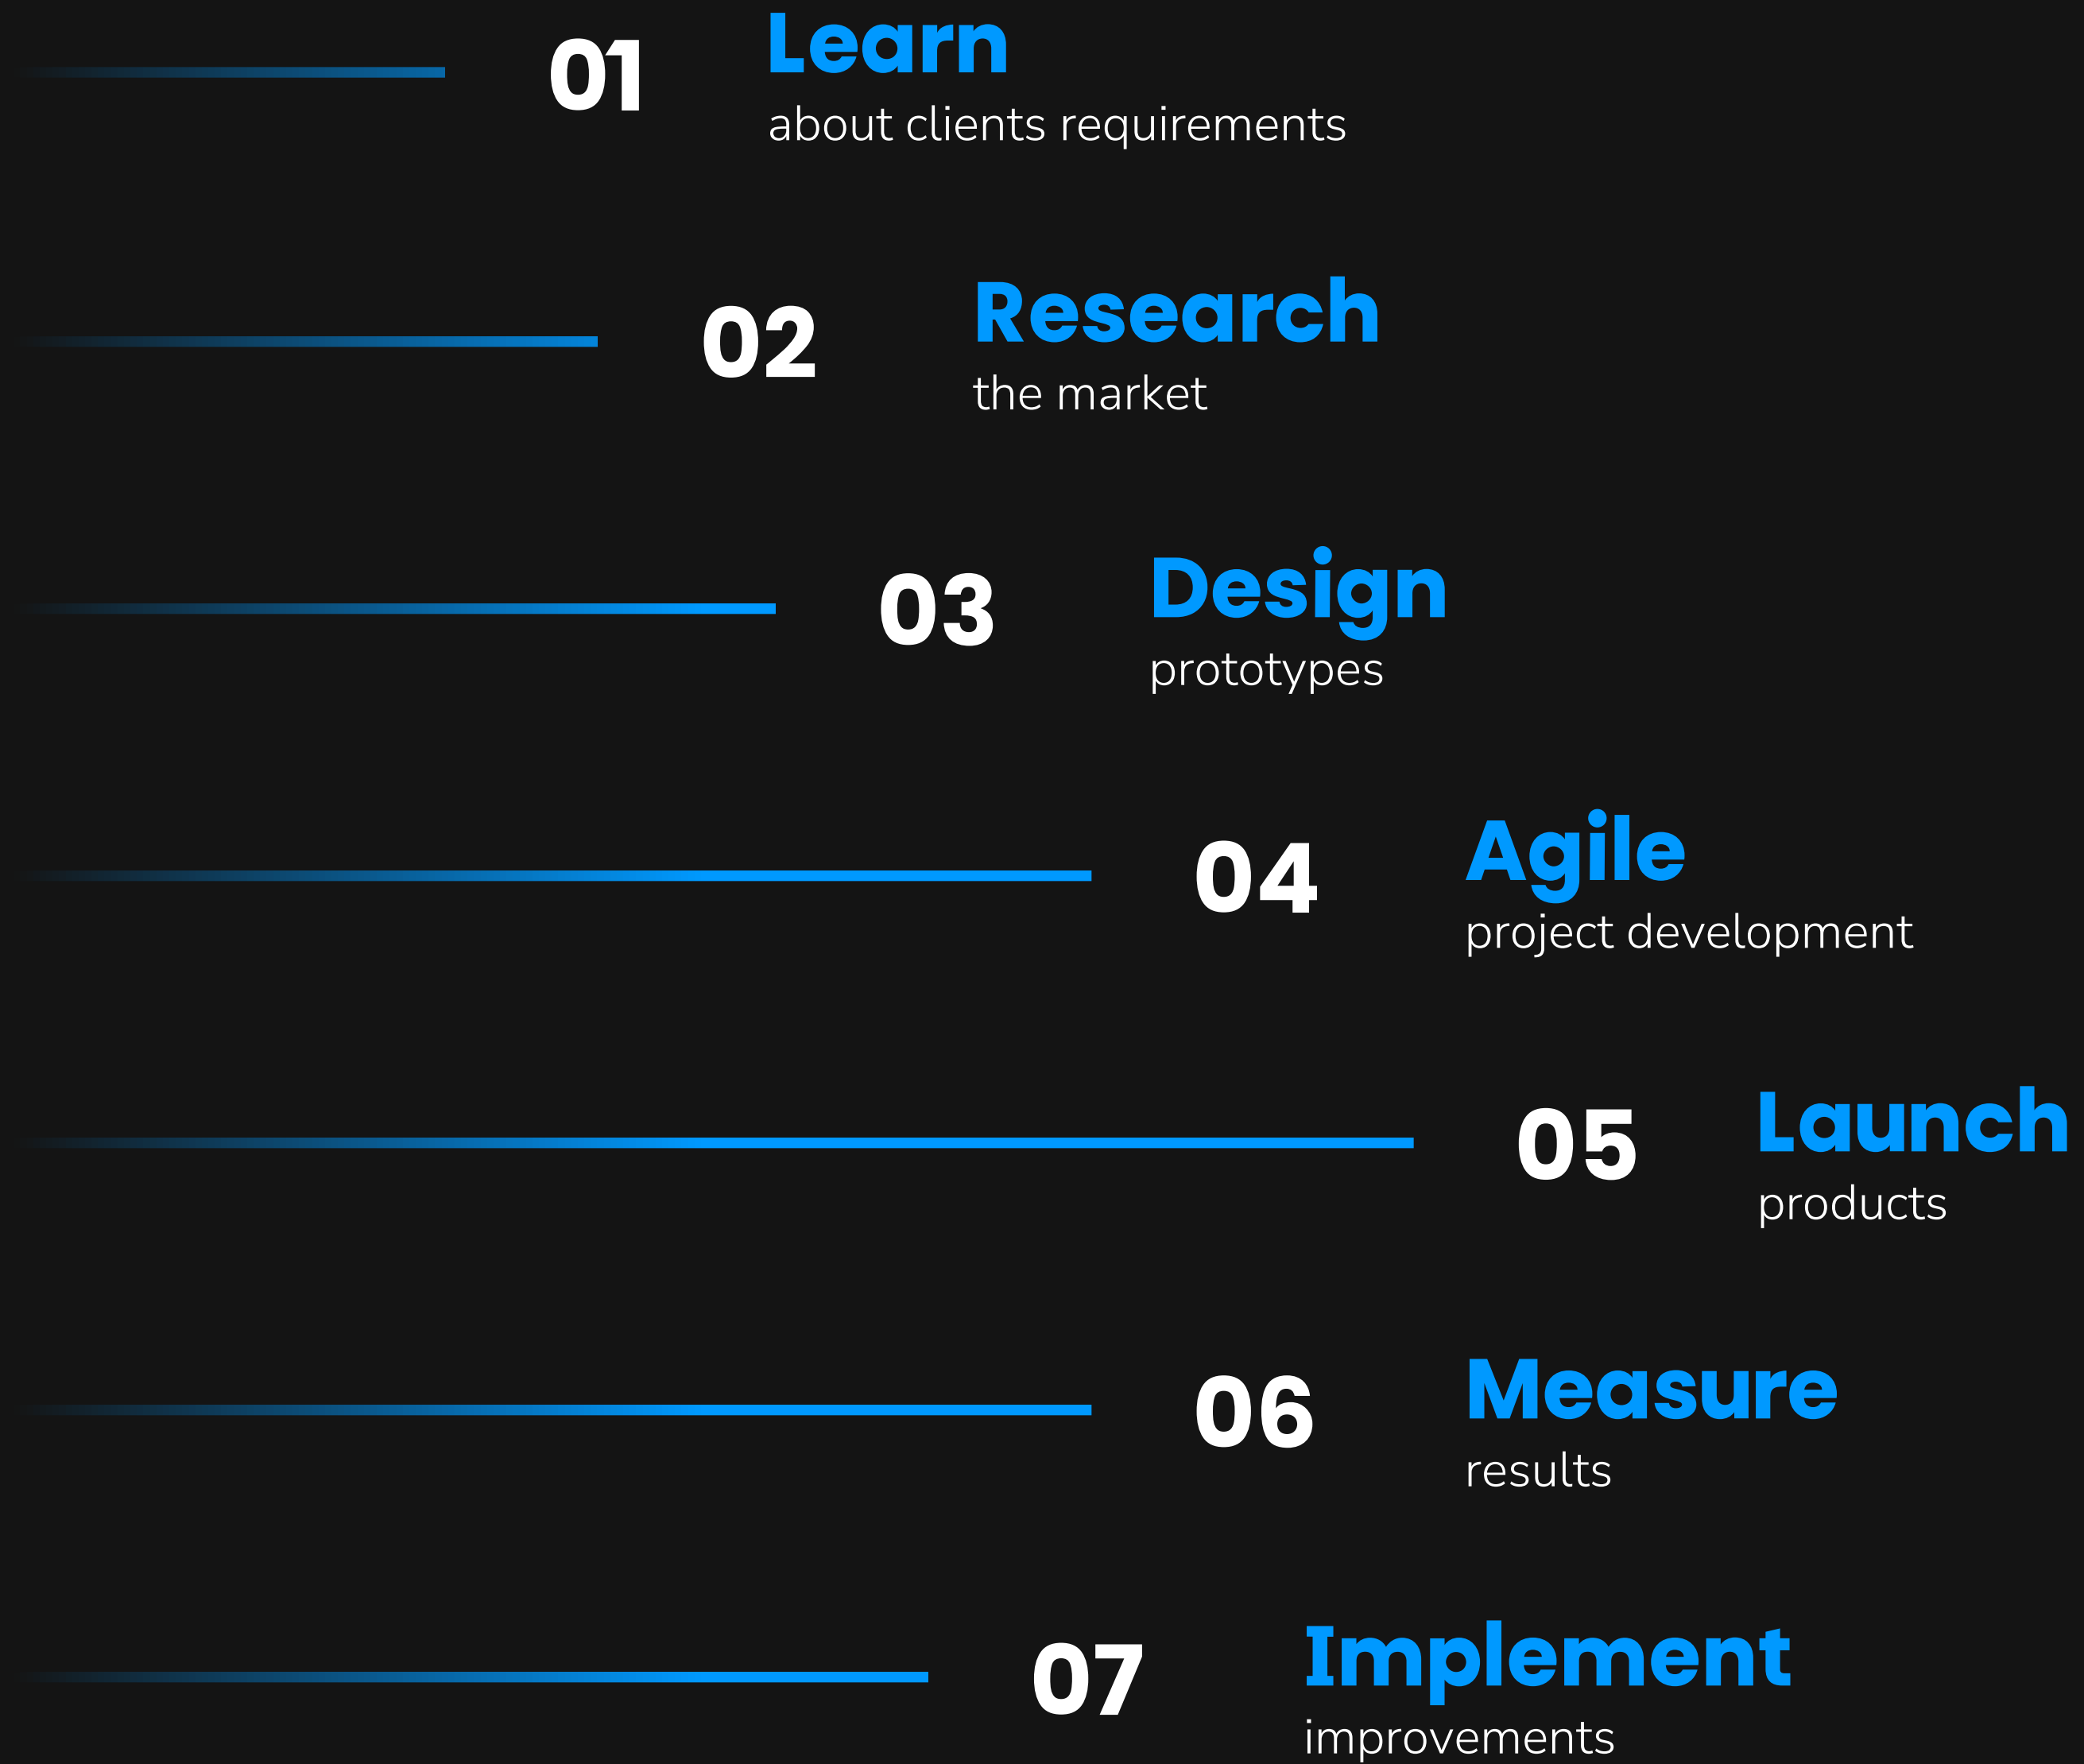 01
Learn
about clients requirements
02
Research
the market
03
Design
prototypes
04
Agile
project development
05
Launch
products
06
Measure
results
07
Implement
improvements